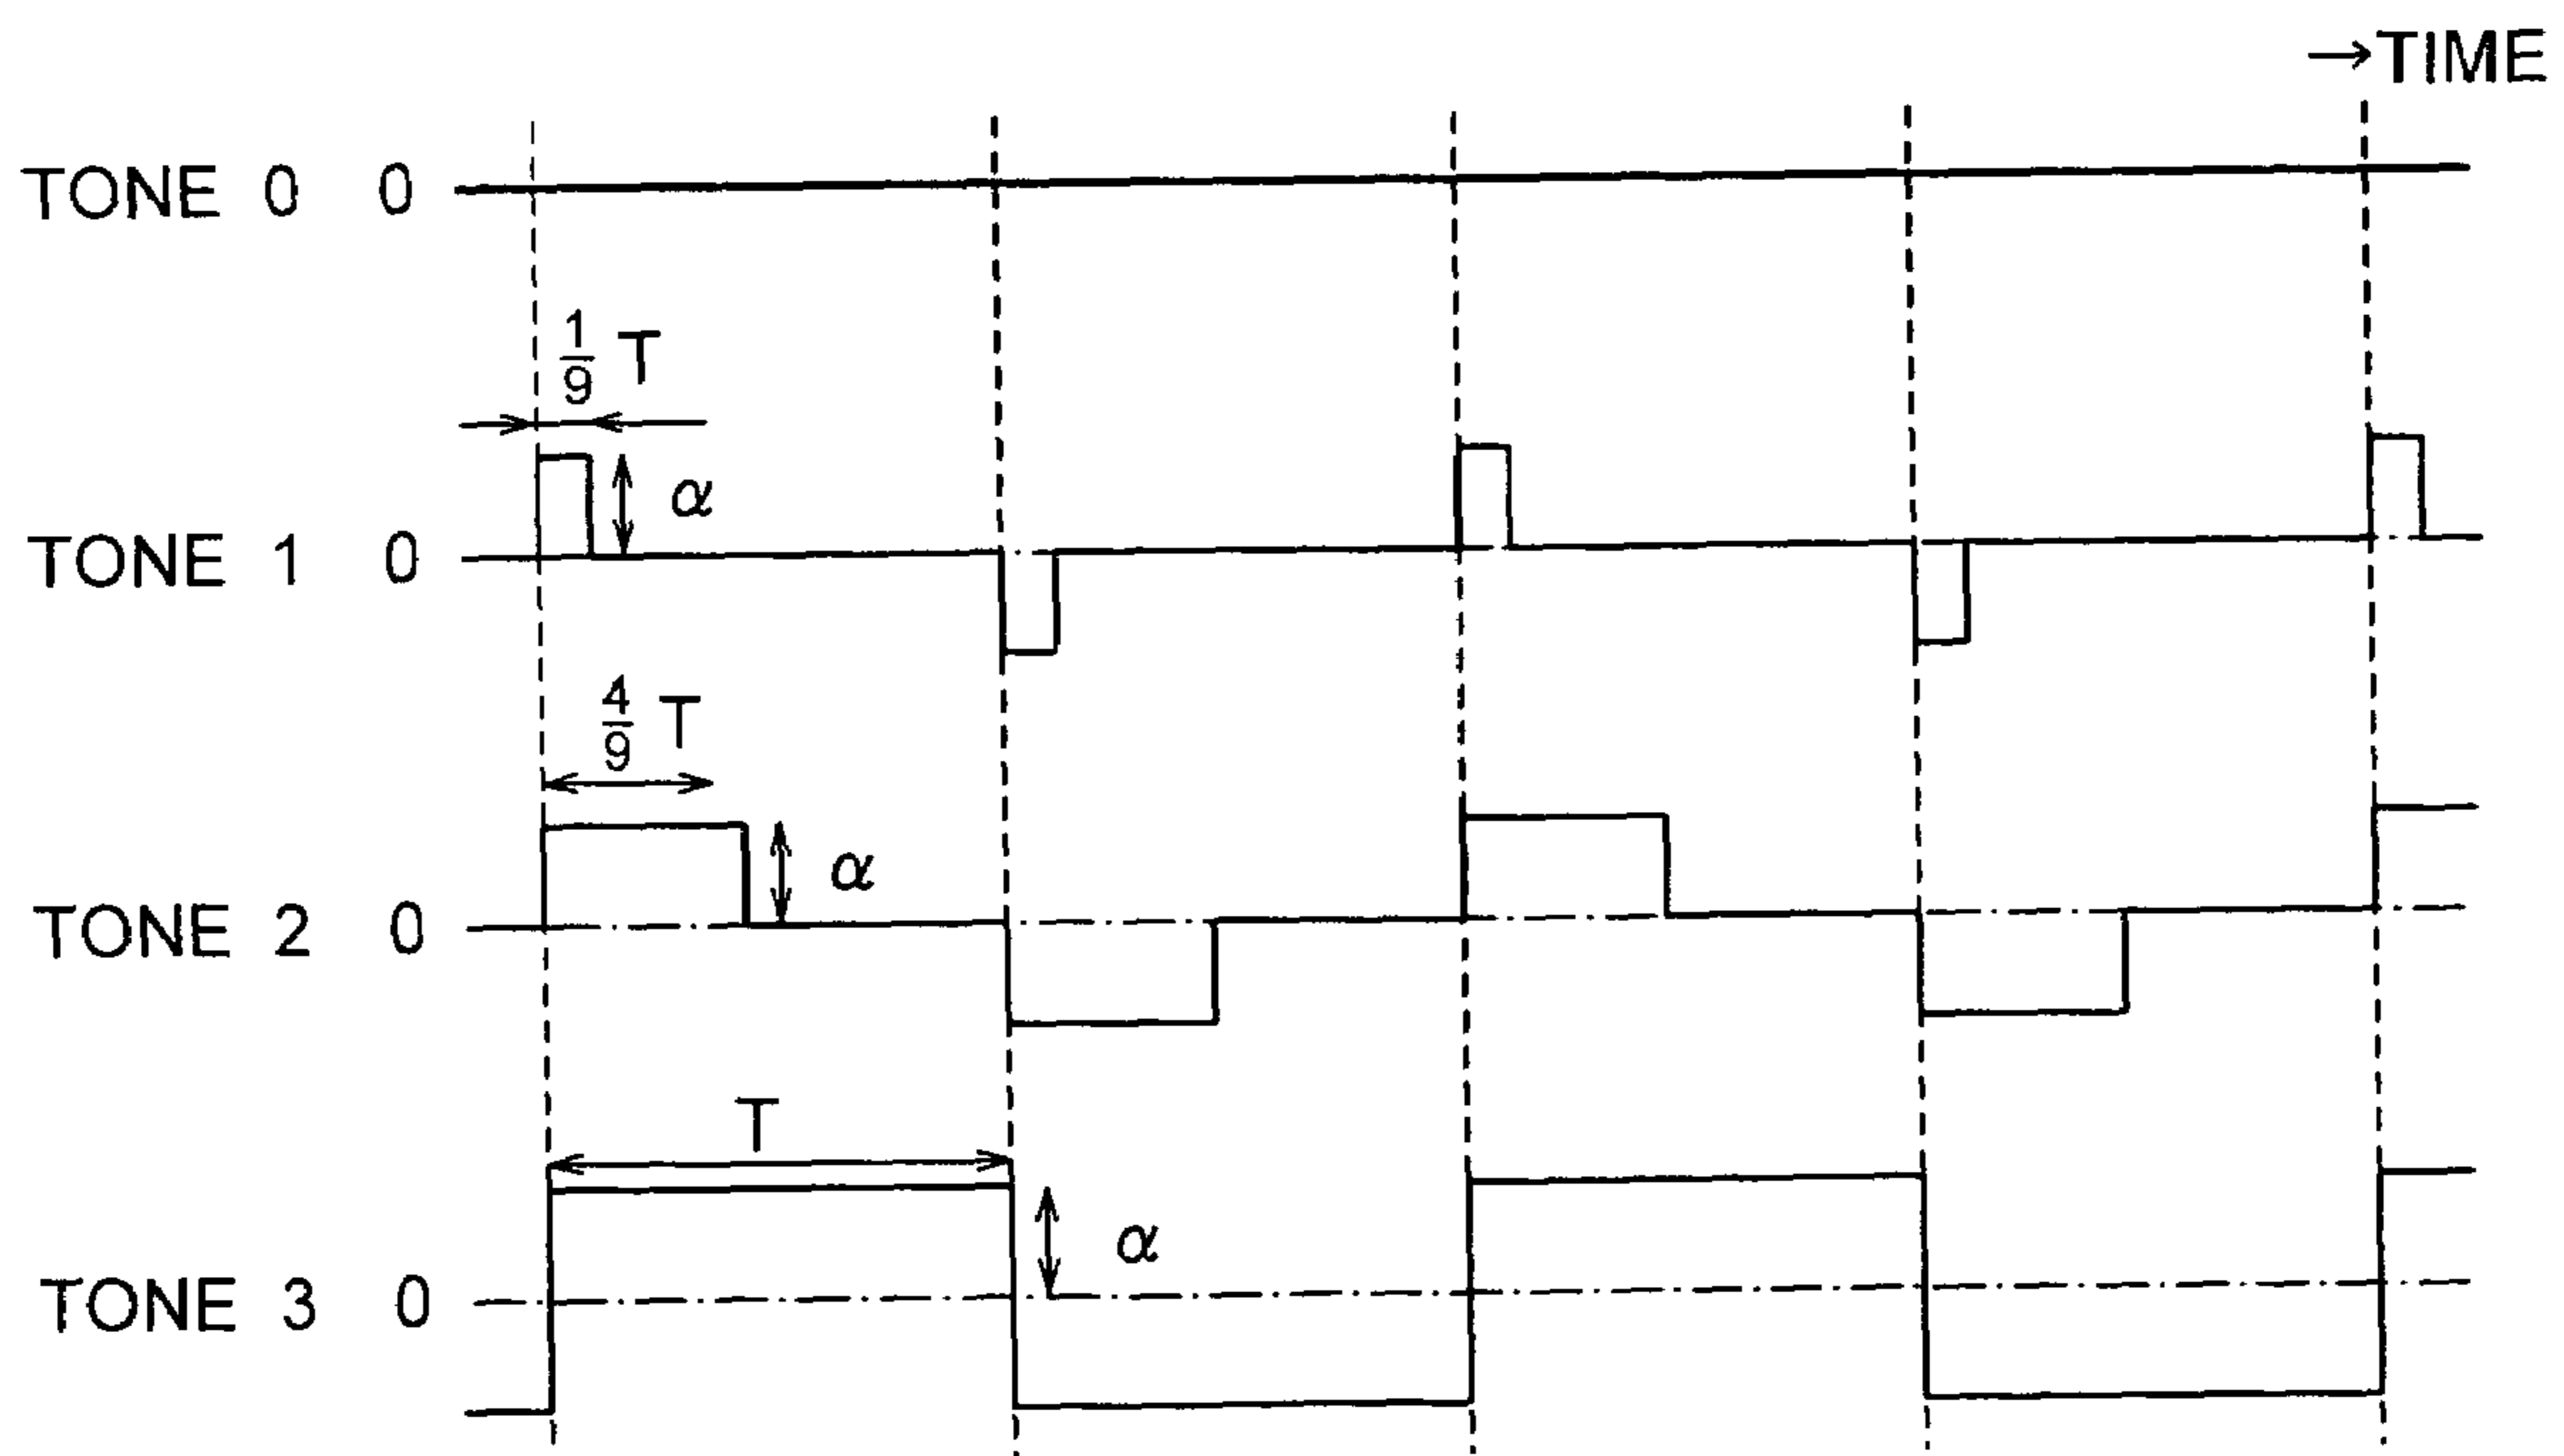 →TIME
TONE 0 0
1/9 T
α
TONE 1 0
4/9 T
α
TONE 2 0
T
α
TONE 3 0